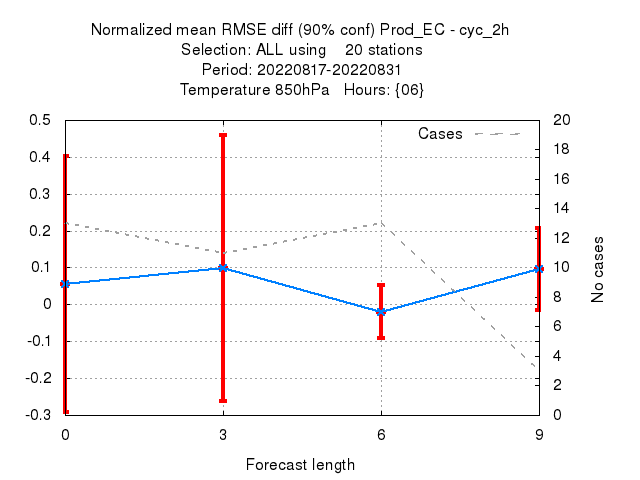 Normalized mean RMSE diff (90% conf) Prod_EC - cyc_2h
Selection: ALL using    20 stations
Period: 20220817-20220831
Temperature 850hPa   Hours: {06}
0.5 20
Cases
18
0.4
16
0.3
14
0.2
12
0.1 10
0
8
-0.1
6
4
-0.2
2
-0.3 0
No cases
0 3 6 9
Forecast length